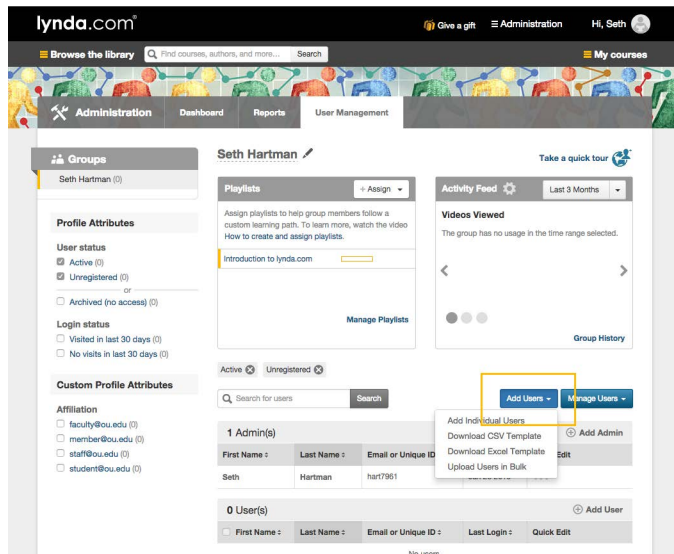 lynda.com®
Give a gift
Administration
Hi, Seth
Browse the library
Find courses, authors, and more...
Search
My courses
Administration
Dashboard
Reports
User Management
Groups
Seth Hartman (0)
Profile Attributes
User status
Active (0)
Unregistered (0)
or
Archived (no access) (0)
Login status
Visited in last 30 days (0)
No visits in last 30 days (0)
Custom Profile Attributes
Affiliation
faculty@ou.edu (0)
member@ou.edu (0)
staff@ou.edu (0)
student@ou.edu (0)
Seth Hartman
Take a quick tour
Playlists
+ Assign
Assign playlists to help group members follow a
custom learning path. To learn more, watch the video
How to create and assign playlists.
Introduction to lynda.com
Manage Playlists
Activity Feed
Last 3 Months
Videos Viewed
The group has no usage in the time range selected.
Group History
Active
Unregistered
Search for users
Search
Add Users
Manage Users
Add Individual Users
Download CSV Template
Download Excel Template
Upload Users in Bulk
1 Admin(s)
Add Admin
First Name
Last Name
Email or Unique ID
Edit
Seth
Hartman
hart7961
0 User(s)
Add User
First Name
Last Name
Email or Unique ID
Last Login
Quick Edit
No users